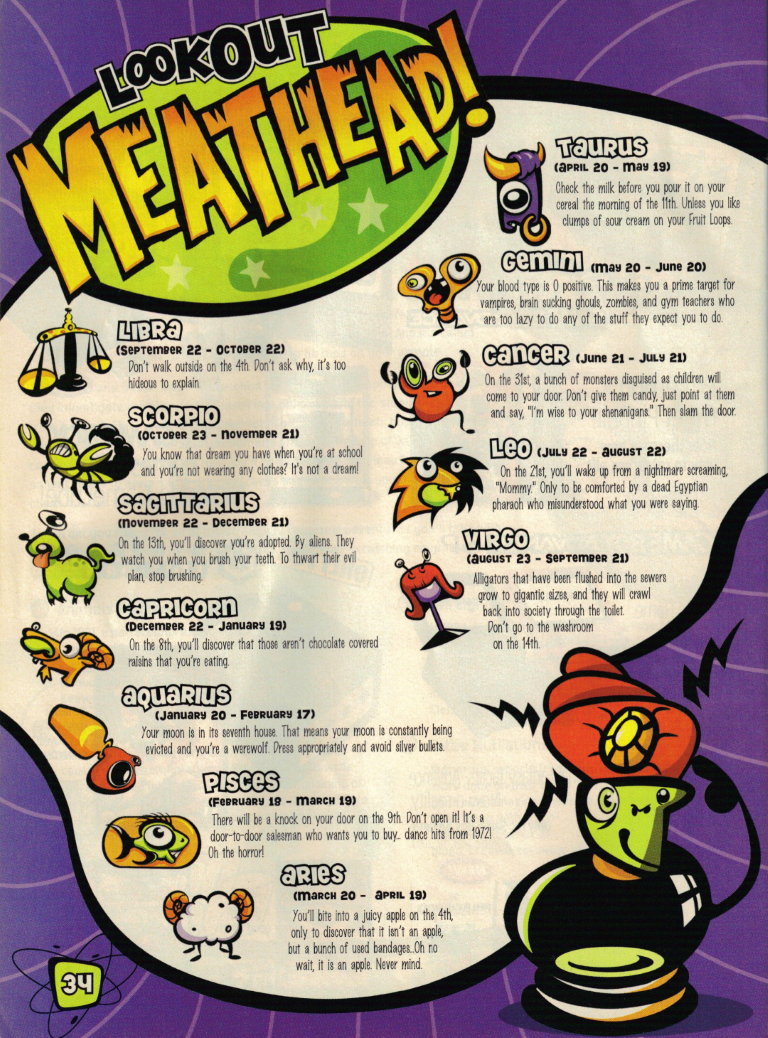 LOOKOUT
MEATHEAD!
LIBRA
(SEPTEMBER 22 - OCTOBER 22)
Don't walk outside on the 4th. Don't ask why, it's too
hideous to explain.
SCORPIO
(OCTOBER 23 - NOVEMBER 21)
You know that dream you have when you're at school
and you're not wearing any clothes? It's not a dream!
SAGITTARIUS
(NOVEMBER 22 - DECEMBER 21)
On the 13th, you'll discover you're adopted. By aliens. They
watch you when you brush your teeth. To thwart their evil
plan, stop brushing.
CAPRICORN
(DECEMBER 22 - JANUARY 19)
On the 8th, you'll discover that those aren't chocolate covered
raisins that you're eating.
AQUARIUS
(JANUARY 20 - FEBRUARY 17)
Your moon is in its seventh house. That means your moon is constantly being
evicted and you're a werewolf. Dress appropriately and avoid silver bullets.
PISCES
(FEBRUARY 18 - MARCH 19)
There will be a knock on your door on the 9th. Don't open it! It's a
door-to-door salesman who wants you to buy... dance hits from 1972!
Oh the horror!
ARIES
(MARCH 20 - APRIL 19)
You'll bite into a juicy apple on the 4th,
only to discover that it isn't an apple,
but a bunch of used bandages...Oh no
wait, it is an apple. Never mind.
TAURUS
(APRIL 20 - MAY 19)
Check the milk before you pour it on your
cereal the morning of the 11th. Unless you like
clumps of sour cream on your Fruit Loops.
GEMINI (MAY 20 - JUNE 20)
Your blood type is O positive. This makes you a prime target for
vampires, brain sucking ghouls, zombies, and gym teachers who
are too lazy to do any of the stuff they expect you to do.
CANCER (JUNE 21 - JULY 21)
On the 31st, a bunch of monsters disguised as children will
come to your door. Don't give them candy, just point at them
and say, "I'm wise to your shenanigans." Then slam the door.
LEO (JULY 22 - AUGUST 22)
On the 21st, you'll wake up from a nightmare screaming,
"Mommy." Only to be comforted by a dead Egyptian
pharaoh who misunderstood what you were saying.
VIRGO
(AUGUST 23 - SEPTEMBER 21)
Alligators that have been flushed into the sewers
grow to gigantic sizes, and they will crawl
back into society through the toilet.
Don't go to the washroom
on the 14th.
34